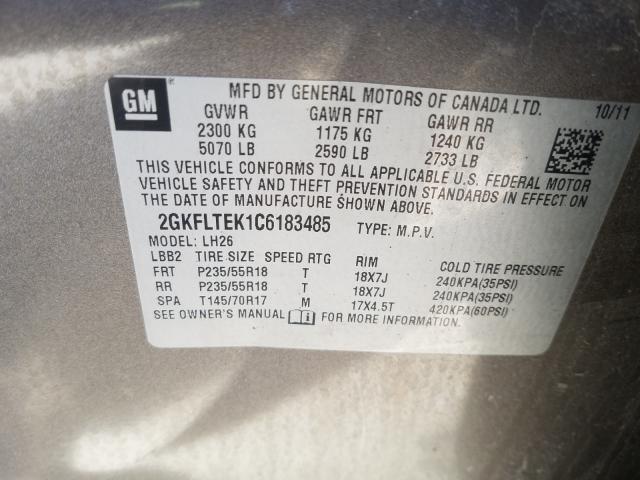 GM
MFD BY GENERAL MOTORS OF CANADA LTD.
10/11
GVWR GAWR FRT GAWR RR
2300 KG 1175 KG 1240 KG
5070 LB 2590 LB 2733 LB
THIS VEHICLE CONFORMS TO ALL APPLICABLE U.S. FEDERAL MOTOR
VEHICLE SAFETY AND THEFT PREVENTION STANDARDS IN EFFECT ON
THE DATE OF MANUFACTURE SHOWN ABOVE.
2GKFLTEK1C6183485 TYPE: M.P.V.
MODEL: LH26
LBB2 TIRE SIZE SPEED RTG RIM COLD TIRE PRESSURE
FRT P235/55R18 T 18X7J 240KPA(35PSI)
RR P235/55R18 T 18X7J 240KPA(35PSI)
SPA T145/70R17 M 17X4.5T 420KPA(60PSI)
SEE OWNER'S MANUAL i FOR MORE INFORMATION.